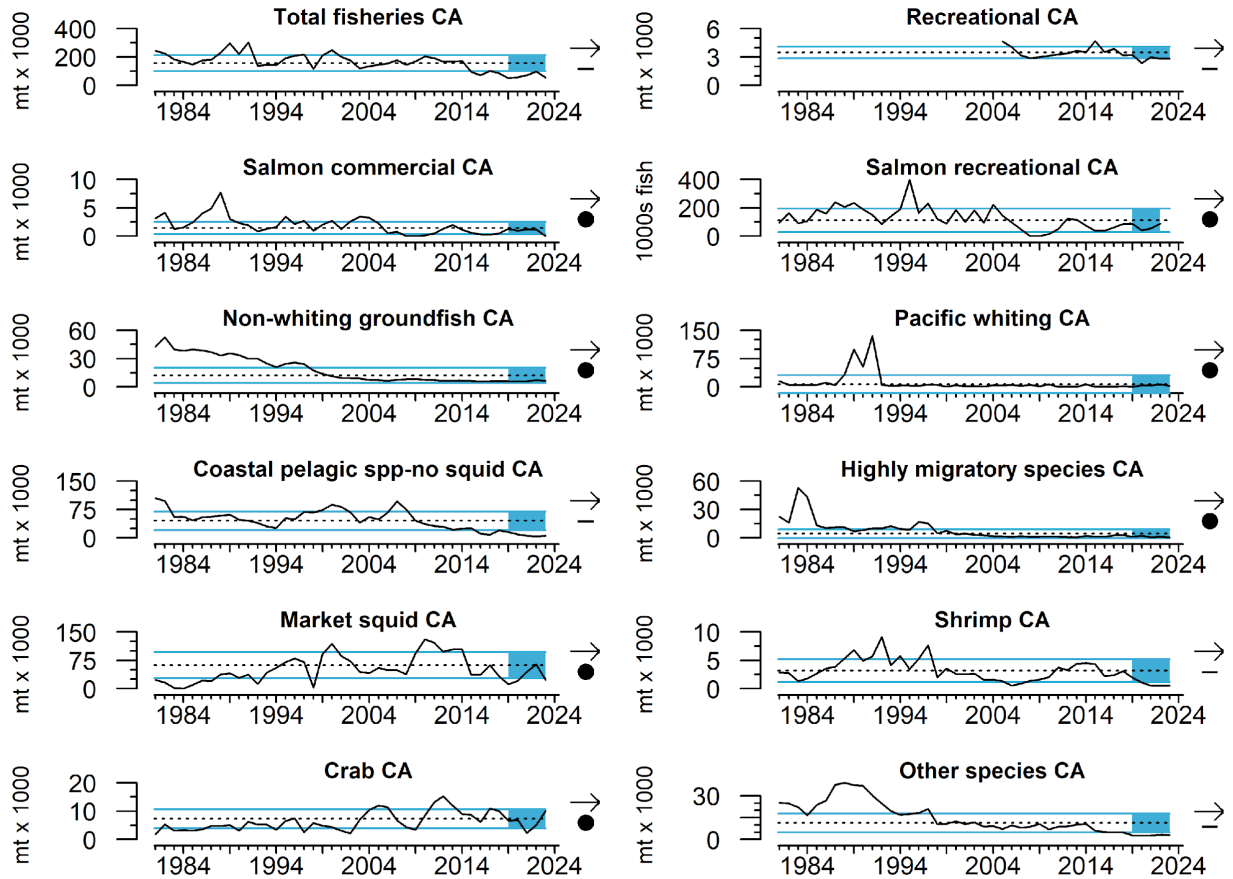 Total fisheries CA
mt x 1000
400
200
0
1984 1994 2004 2014 2024
Recreational CA
mt x 1000
6
3
0
1984 1994 2004 2014 2024
Salmon commercial CA
mt x 1000
10
5
0
1984 1994 2004 2014 2024
Salmon recreational CA
1000s fish
400
200
0
1984 1994 2004 2014 2024
Non-whiting groundfish CA
mt x 1000
60
30
0
1984 1994 2004 2014 2024
Pacific whiting CA
mt x 1000
150
75
0
1984 1994 2004 2014 2024
Coastal pelagic spp-no squid CA
mt x 1000
150
75
0
1984 1994 2004 2014 2024
Highly migratory species CA
mt x 1000
60
30
0
1984 1994 2004 2014 2024
Market squid CA
mt x 1000
150
75
0
1984 1994 2004 2014 2024
Shrimp CA
mt x 1000
10
5
0
1984 1994 2004 2014 2024
Crab CA
mt x 1000
20
10
0
1984 1994 2004 2014 2024
Other species CA
mt x 1000
30
0
1984 1994 2004 2014 2024